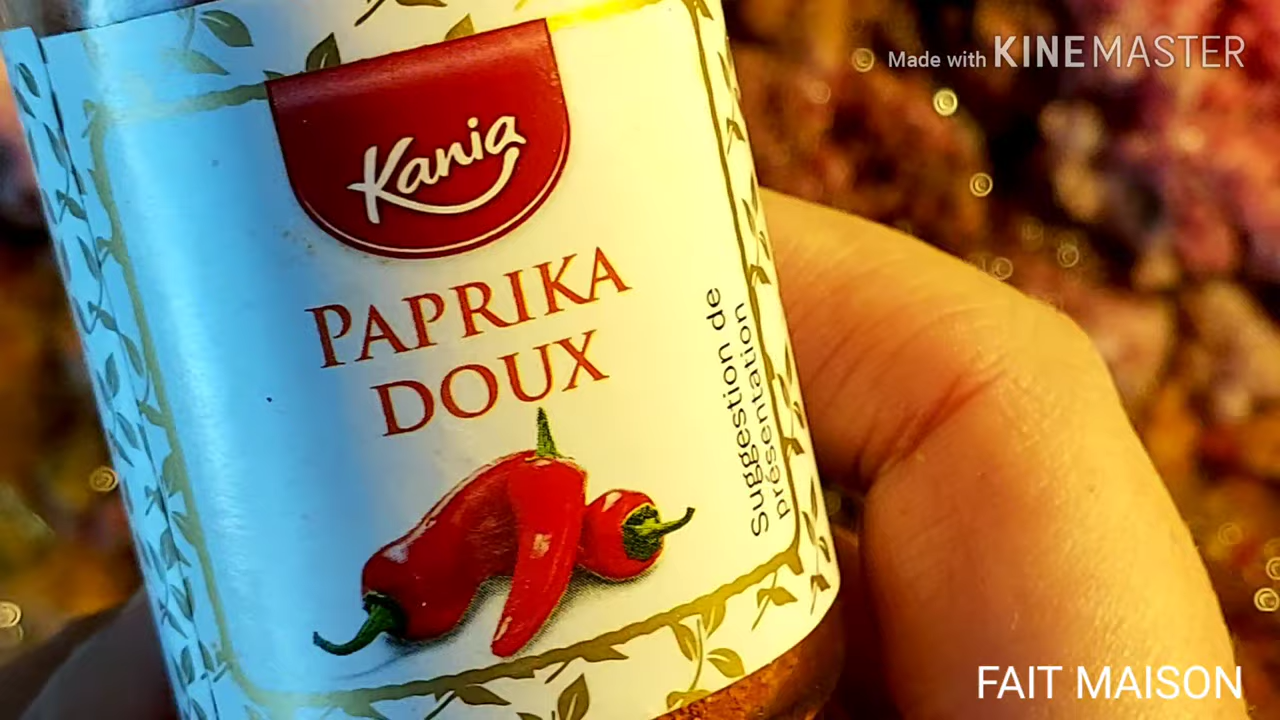 Made with KINEMASTER
Kania
PAPRIKA
DOUX
Suggestion de
présentation
FAIT MAISON